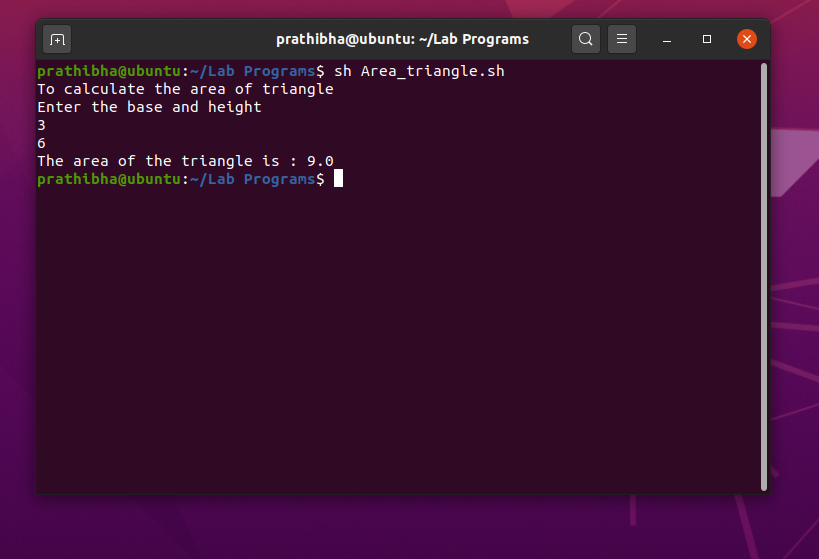 prathibha@ubuntu: ~/Lab Programs
prathibha@ubuntu:~/Lab Programs$ sh Area_triangle.sh
To calculate the area of triangle
Enter the base and height
3
6
The area of the triangle is : 9.0
prathibha@ubuntu:~/Lab Programs$